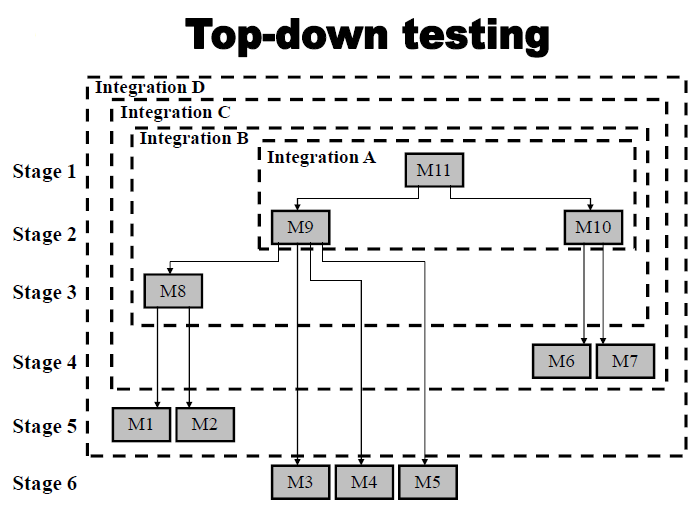 Top-down testing
Integration D
Integration C
Integration B
Integration A
Stage 1
M11
Stage 2
M9
M10
Stage 3
M8
Stage 4
M6
M7
Stage 5
M1
M2
Stage 6
M3
M4
M5